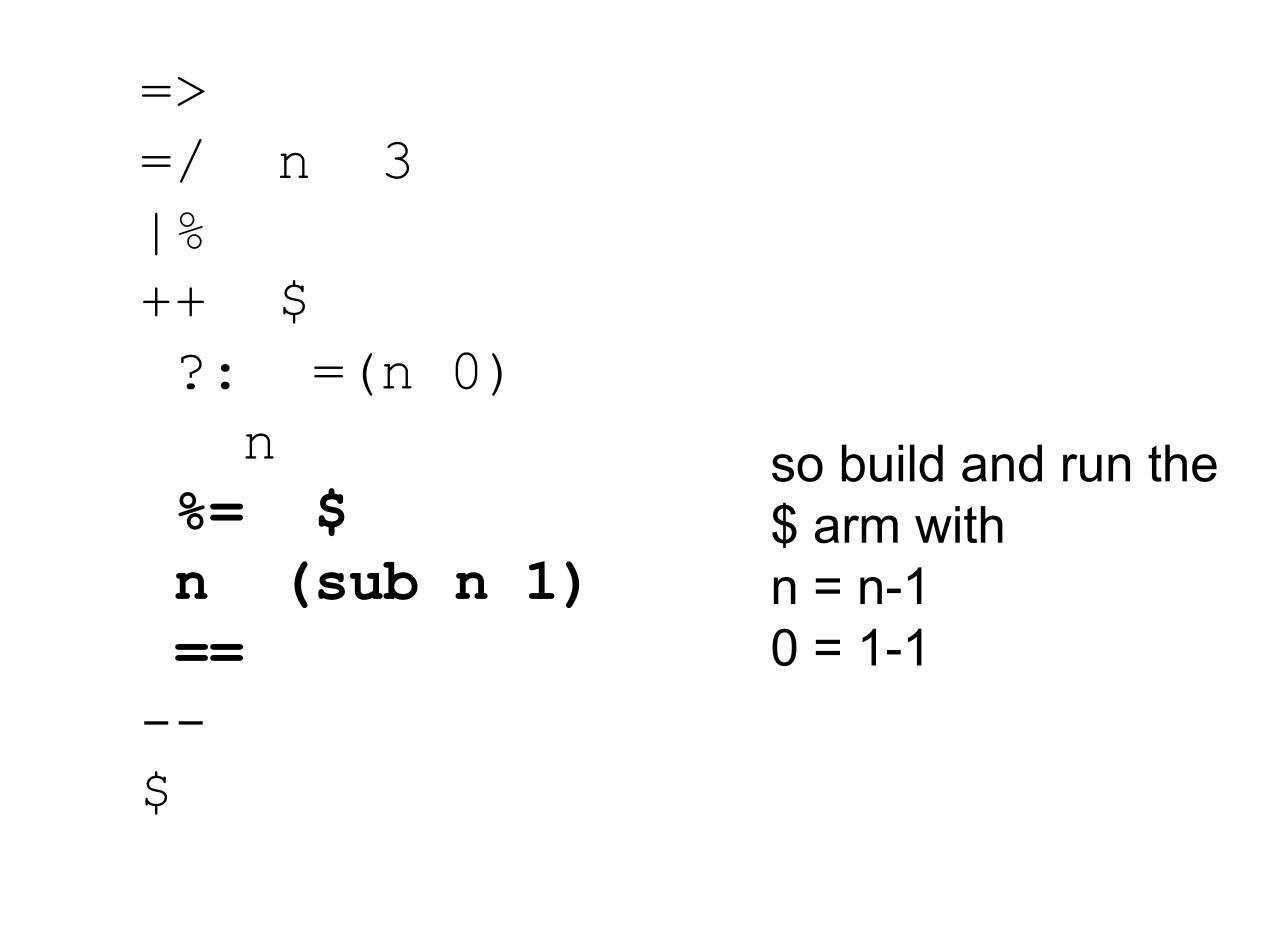 =>
=/  n  3
|%
++  $
?:  =(n 0)
n
%=  $
n  (sub n 1)
==
--
$
so build and run the
$ arm with
n = n-1
0 = 1-1